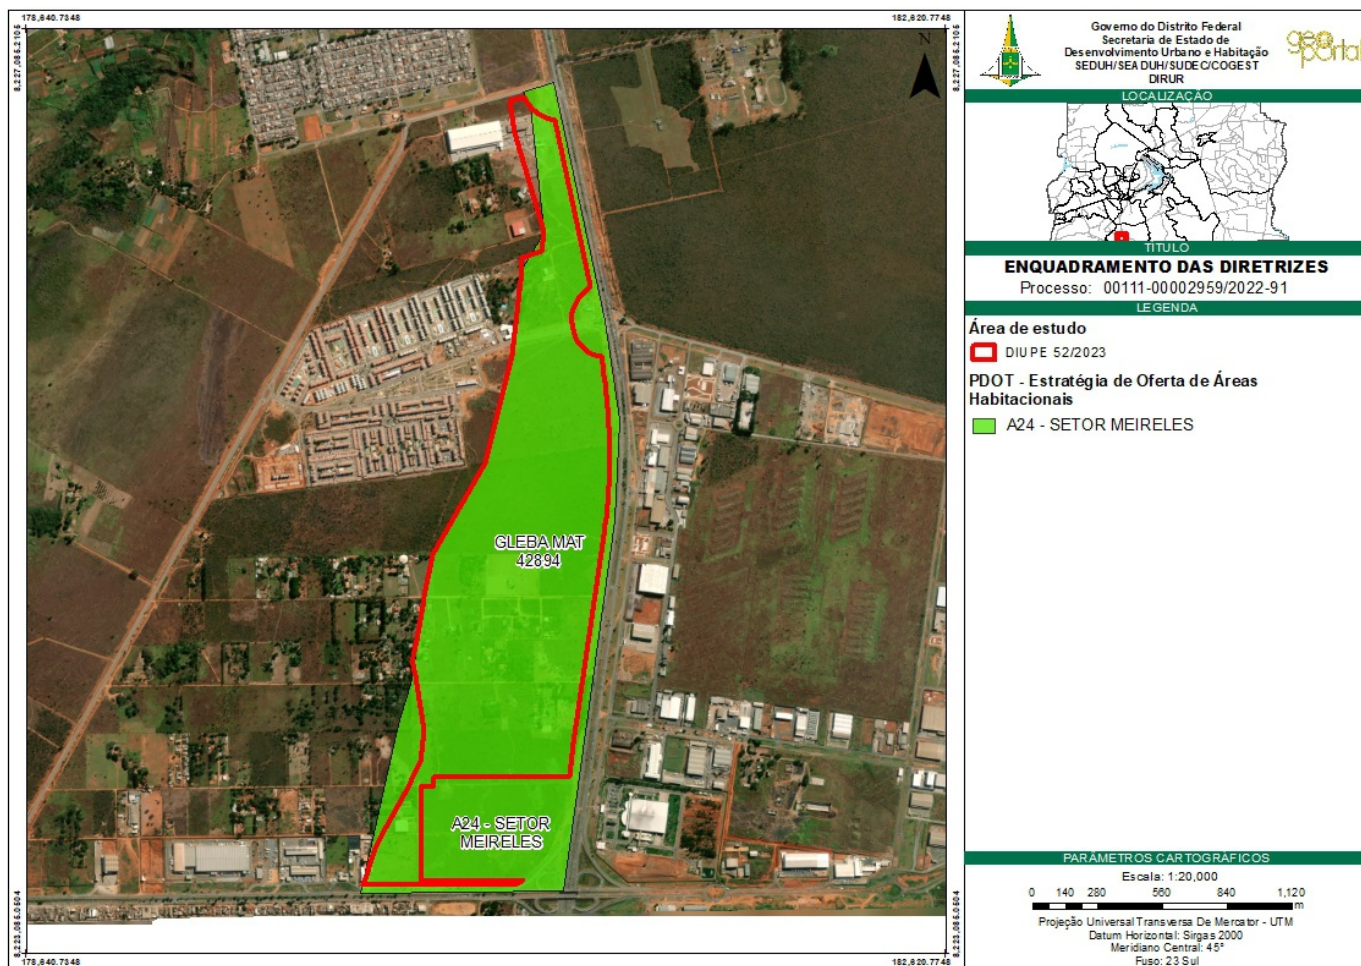 178,640.7348
182,620.7748
8,227,085.2105
8,227,085.2105
N
GLEBA MAT
42894
A24 - SETOR
MEIRELES
8,223,085.0504
8,223,085.0504
178,640.7348
182,620.7748
Governo do Distrito Federal
Secretaria de Estado de
Desenvolvimento Urbano e Habitação
SEDUH/SEADUH/SUDEC/COGEST
DIRUR
geoportal
LOCALIZAÇÃO
TÍTULO
ENQUADRAMENTO DAS DIRETRIZES
Processo: 00111-00002959/2022-91
LEGENDA
Área de estudo
DIUPE 52/2023
PDOT - Estratégia de Oferta de Áreas
Habitacionais
A24 - SETOR MEIRELES
PARÂMETROS CARTOGRÁFICOS
Escala: 1:20,000
0 140 280 560 840 1,120
m
Projeção Universal Transversa De Mercator - UTM
Datum Horizontal: Sirgas 2000
Meridiano Central: 45º
Fuso: 23 Sul